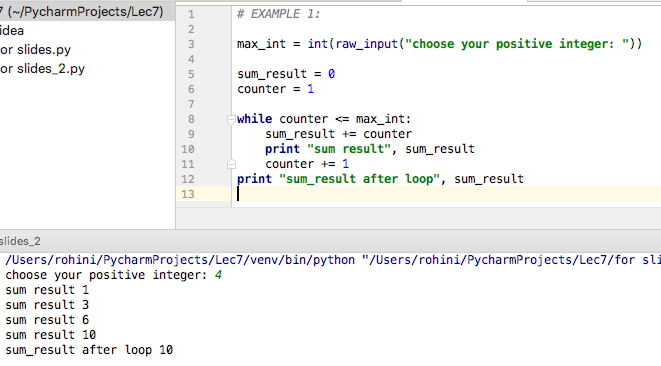 7 (~/PycharmProjects/Lec7)
idea
or slides.py
or slides_2.py
1 # EXAMPLE 1:
2
3 max_int = int(raw_input("choose your positive integer: "))
4
5 sum_result = 0
6 counter = 1
7
8 while counter <= max_int:
9 sum_result += counter
10 print "sum result", sum_result
11 counter += 1
12 print "sum_result after loop", sum_result
13
slides_2
/Users/rohini/PycharmProjects/Lec7/venv/bin/python "/Users/rohini/PycharmProjects/Lec7/for sli
choose your positive integer: 4
sum result 1
sum result 3
sum result 6
sum result 10
sum_result after loop 10